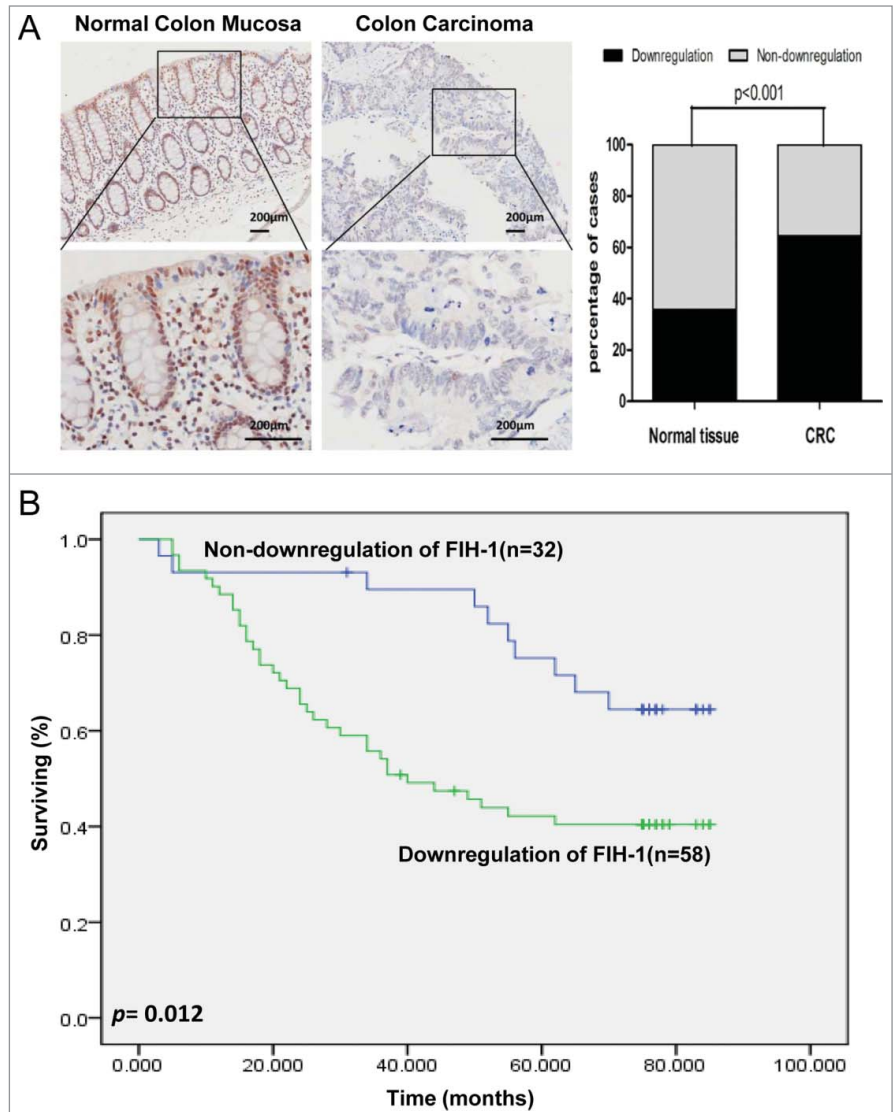 A
Normal Colon Mucosa
Colon Carcinoma
200µm
200µm
200µm
200µm
Downregulation
Non-downregulation
p<0.001
percentage of cases
100
80
60
40
20
0
Normal tissue
CRC
B
Non-downregulation of FIH-1(n=32)
Downregulation of FIH-1(n=58)
p= 0.012
Surviving (%)
1.0
0.8
0.6
0.4
0.2
0.0
0.000
20.000
40.000
60.000
80.000
100.000
Time (months)